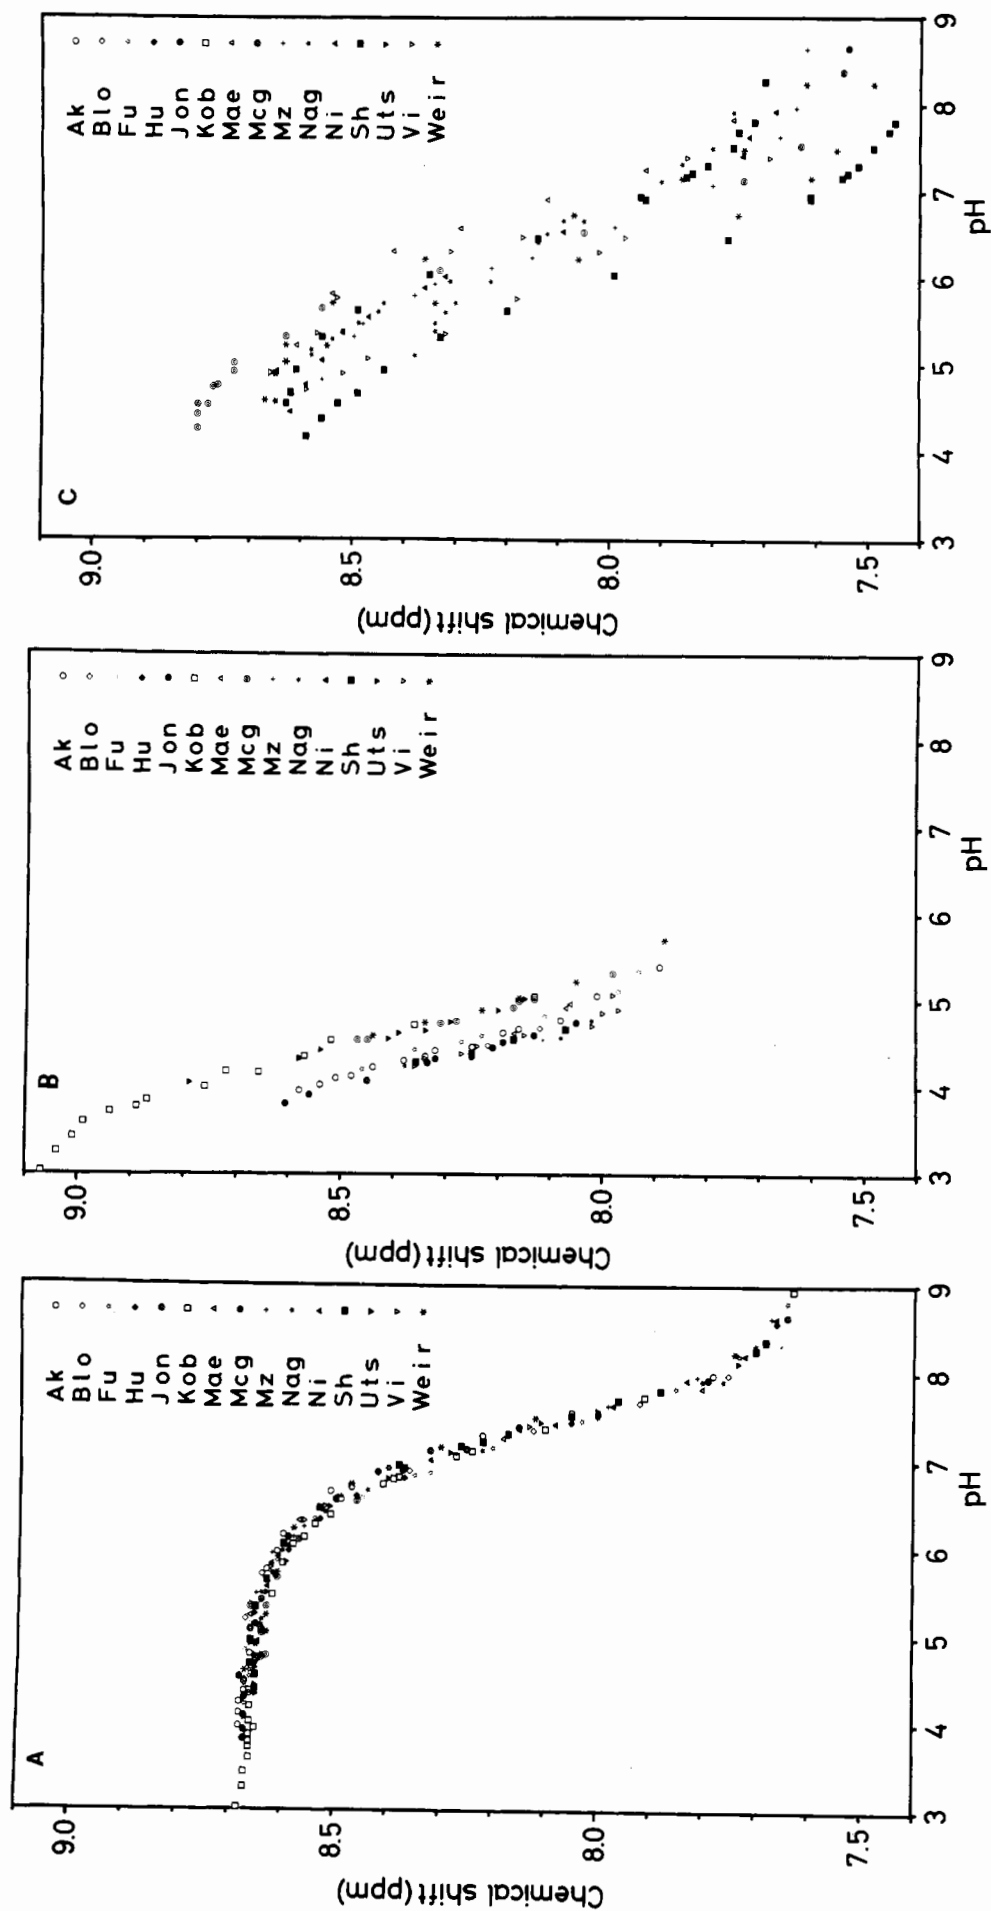 A
Ak
Blo
Fu
Hu
Jon
Kob
Mae
Mcg
Mz
Nag
Ni
Sh
Uts
Vi
Weir
9.0
8.5
8.0
7.5
Chemical shift (ppm)
3 4 5 6 7 8 9
pH
B
Ak
Blo
Fu
Hu
Jon
Kob
Mae
Mcg
Mz
Nag
Ni
Sh
Uts
Vi
Weir
9.0
8.5
8.0
7.5
Chemical shift (ppm)
3 4 5 6 7 8 9
pH
C
Ak
Blo
Fu
Hu
Jon
Kob
Mae
Mcg
Mz
Nag
Ni
Sh
Uts
Vi
Weir
9.0
8.5
8.0
7.5
Chemical shift (ppm)
3 4 5 6 7 8 9
pH